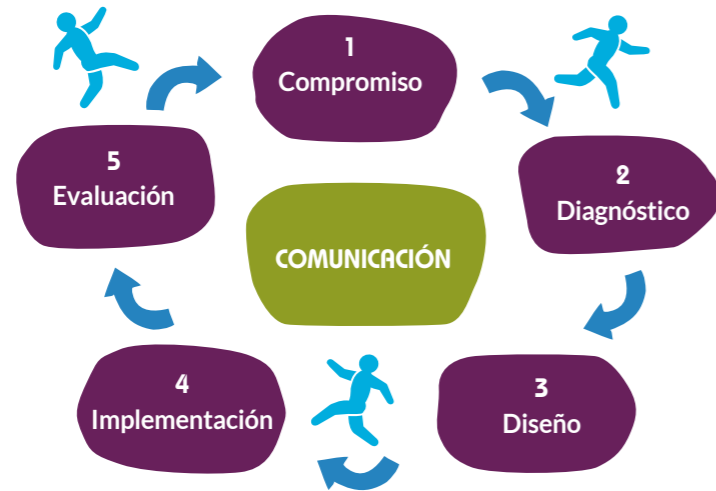 1
Compromiso
2
Diagnóstico
3
Diseño
4
Implementación
5
Evaluación
COMUNICACIÓN